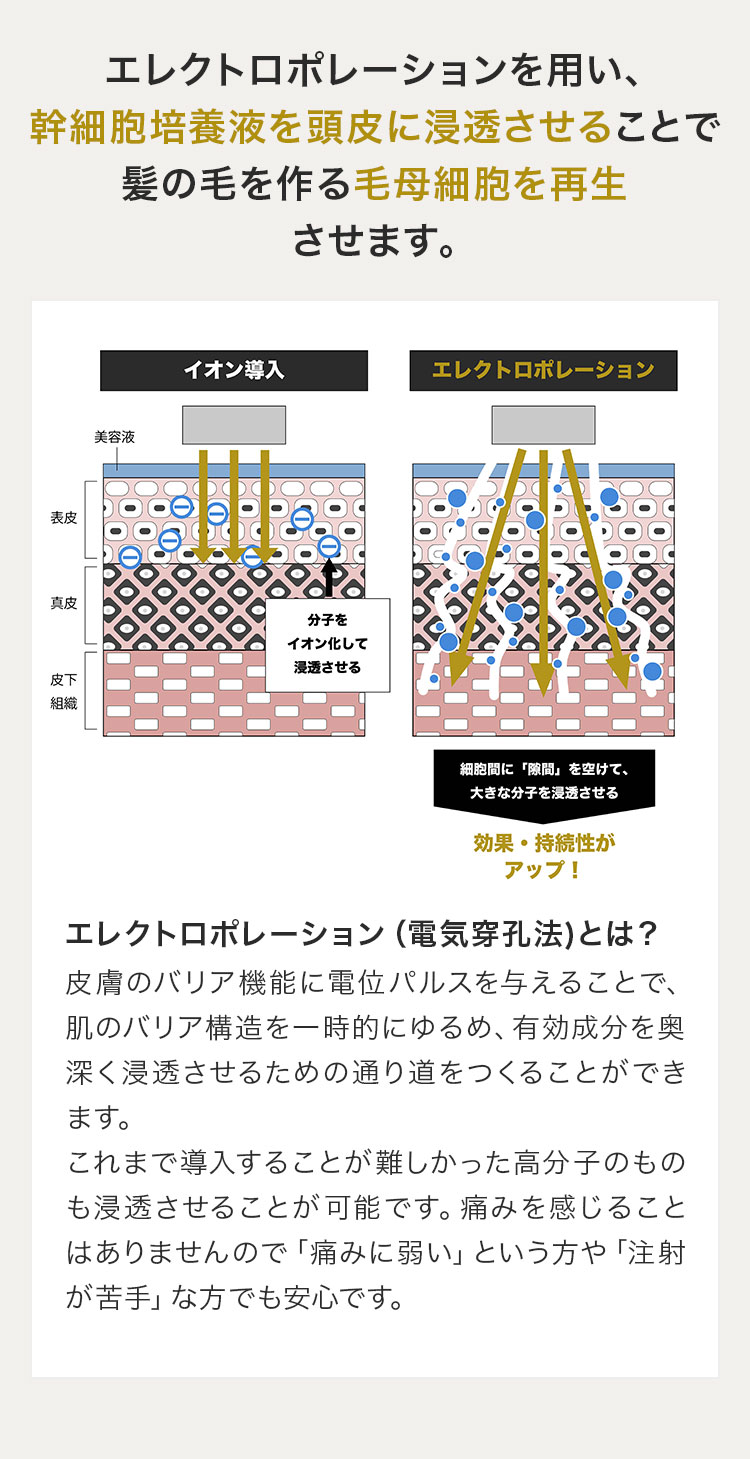 エレクトロポレーションを用い、
幹細胞培養液を頭皮に浸透させることで
髪の毛を作る毛母細胞を再生
させます。
イオン導入
美容液
表皮
真皮
皮下
組織
分子を
イオン化して
浸透させる
エレクトロポレーション
細胞間に「隙間」を空けて、
大きな分子を浸透させる
効果・持続性が
アップ！
エレクトロポレーション（電気穿孔法)とは？
皮膚のバリア機能に電位パルスを与えることで、
肌のバリア構造を一時的にゆるめ、有効成分を奥
深く浸透させるための通り道をつくることができ
ます。
これまで導入することが難しかった高分子のもの
も浸透させることが可能です。痛みを感じること
はありませんので「痛みに弱い」という方や「注射
が苦手」な方でも安心です。